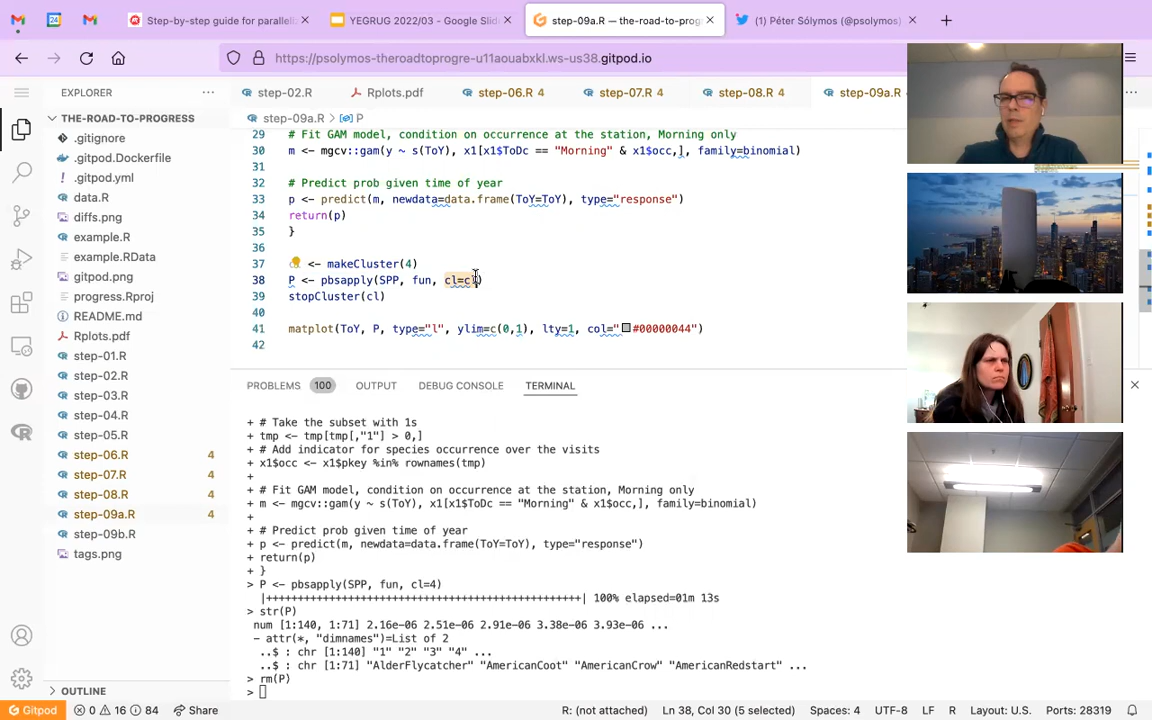 Step-by-step guide for paralleliz
YEGRUG 2022/03 - Google Slid
step-09a.R — the-road-to-prog
(1) Péter Sólymos (@psolymos)
https://psolymos-theroadtoprogre-u11aouabxkl.ws-us38.gitpod.io
EXPLORER
step-02.R
Rplots.pdf
step-06.R 4
step-07.R 4
step-08.R 4
step-09a.R
THE-ROAD-TO-PROGRESS
step-09a.R > P
.gitignore
.gitpod.Dockerfile
.gitpod.yml
data.R
diffs.png
example.R
example.RData
gitpod.png
progress.Rproj
README.md
Rplots.pdf
step-01.R
step-02.R
step-03.R
step-04.R
step-05.R
step-06.R 4
step-07.R 4
step-08.R 4
step-09a.R 4
step-09b.R
tags.png
OUTLINE
29 # Fit GAM model, condition on occurrence at the station, Morning only
30 m <- mgcv::gam(y ~ s(ToY), x1[x1$ToDc == "Morning" & x1$occ,], family=binomial)
31
32 # Predict prob given time of year
33 p <- predict(m, newdata=data.frame(ToY=ToY), type="response")
34 return(p)
35 }
36
37 <- makeCluster(4)
38 P <- pbsapply(SPP, fun, cl=cl)
39 stopCluster(cl)
40
41 matplot(ToY, P, type="l", ylim=c(0,1), lty=1, col="#00000044")
42
PROBLEMS 100 OUTPUT DEBUG CONSOLE TERMINAL
+ # Take the subset with 1s
+ tmp <- tmp[tmp[,"1"] > 0,]
+ # Add indicator for species occurrence over the visits
+ x1$occ <- x1$pkey %in% rownames(tmp)
+
+ # Fit GAM model, condition on occurrence at the station, Morning only
+ m <- mgcv::gam(y ~ s(ToY), x1[x1$ToDc == "Morning" & x1$occ,], family=binomial)
+
+ # Predict prob given time of year
+ p <- predict(m, newdata=data.frame(ToY=ToY), type="response")
+ return(p)
+ }
> P <- pbsapply(SPP, fun, cl=4)
|++++++++++++++++++++++++++++++++++++++++++++++++++| 100% elapsed=01m 13s
> str(P)
num [1:140, 1:71] 2.16e-06 2.51e-06 2.91e-06 3.38e-06 3.93e-06 ...
- attr(*, "dimnames")=List of 2
..$ : chr [1:140] "1" "2" "3" "4" ...
..$ : chr [1:71] "AlderFlycatcher" "AmericanCoot" "AmericanCrow" "AmericanRedstart" ...
> rm(P)
>
Gitpod 0 16 84 Share R: (not attached) Ln 38, Col 30 (5 selected) Spaces: 4 UTF-8 LF R Layout: U.S. Ports: 28319